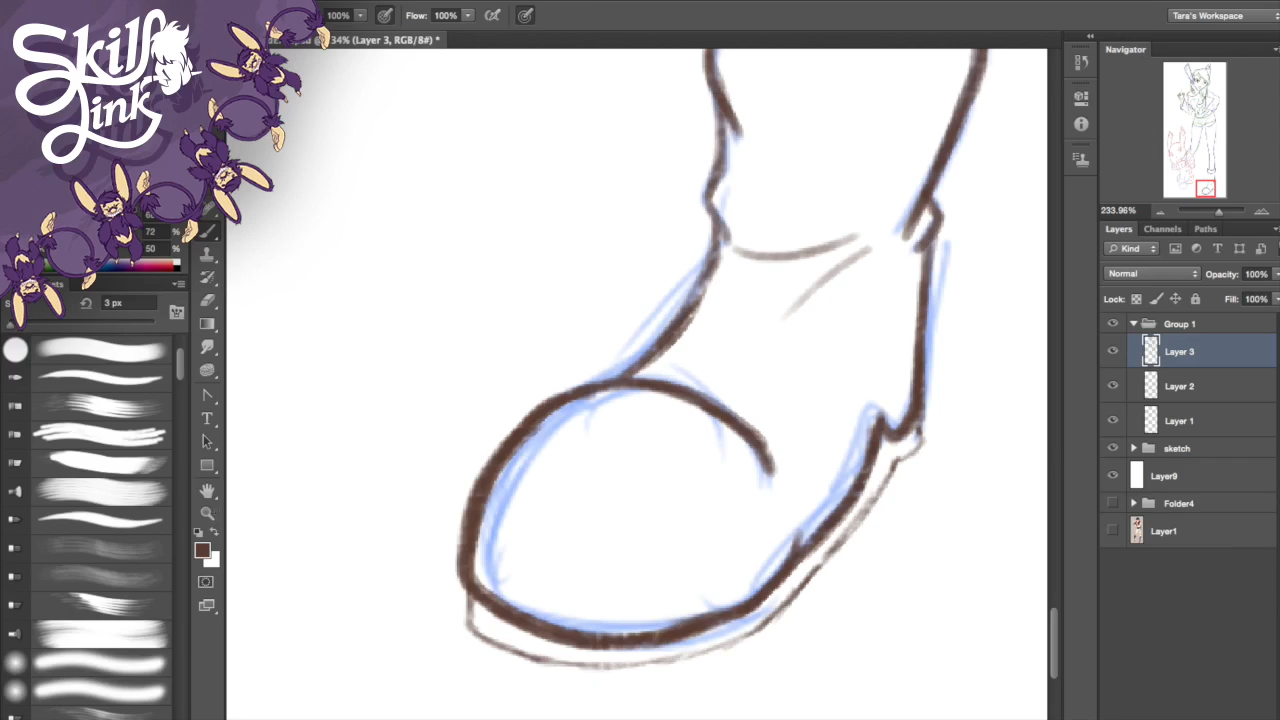 Skill
Link
100%
Flow: 100%
Tara's Workspace
34% (Layer 3, RGB/8#) *
Navigator
233.96%
Layers Channels Paths
Kind
Normal Opacity: 100%
Lock: Fill: 100%
Group 1
Layer 3
Layer 2
Layer 1
sketch
Layer9
Folder4
Layer1
72 %
50 %
3 px